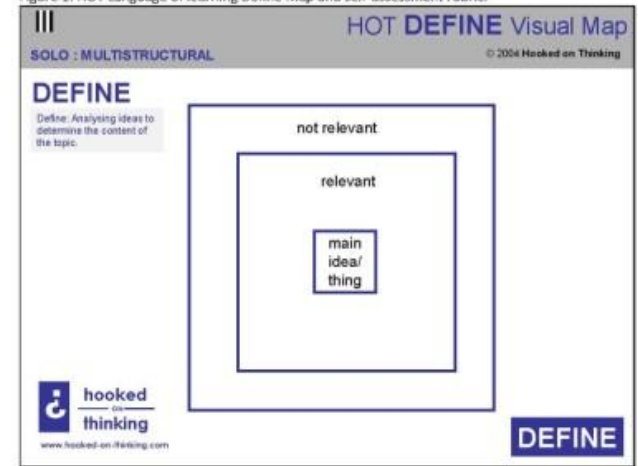 HOT DEFINE Visual Map
SOLO : MULTISTRUCTURAL
© 2004 Hooked on Thinking
DEFINE
Define: Analysing ideas to
determine the content of
the topic.
not relevant
relevant
main
idea/
thing
hooked
on
thinking
www.hooked-on-thinking.com
DEFINE